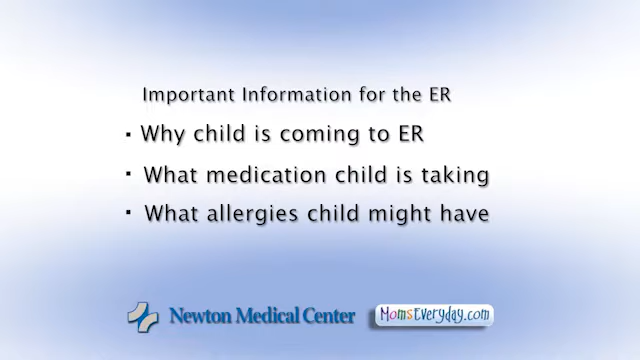 Important Information for the ER
▪ Why child is coming to ER
▪ What medication child is taking
▪ What allergies child might have
Newton Medical Center
MomsEveryday.com